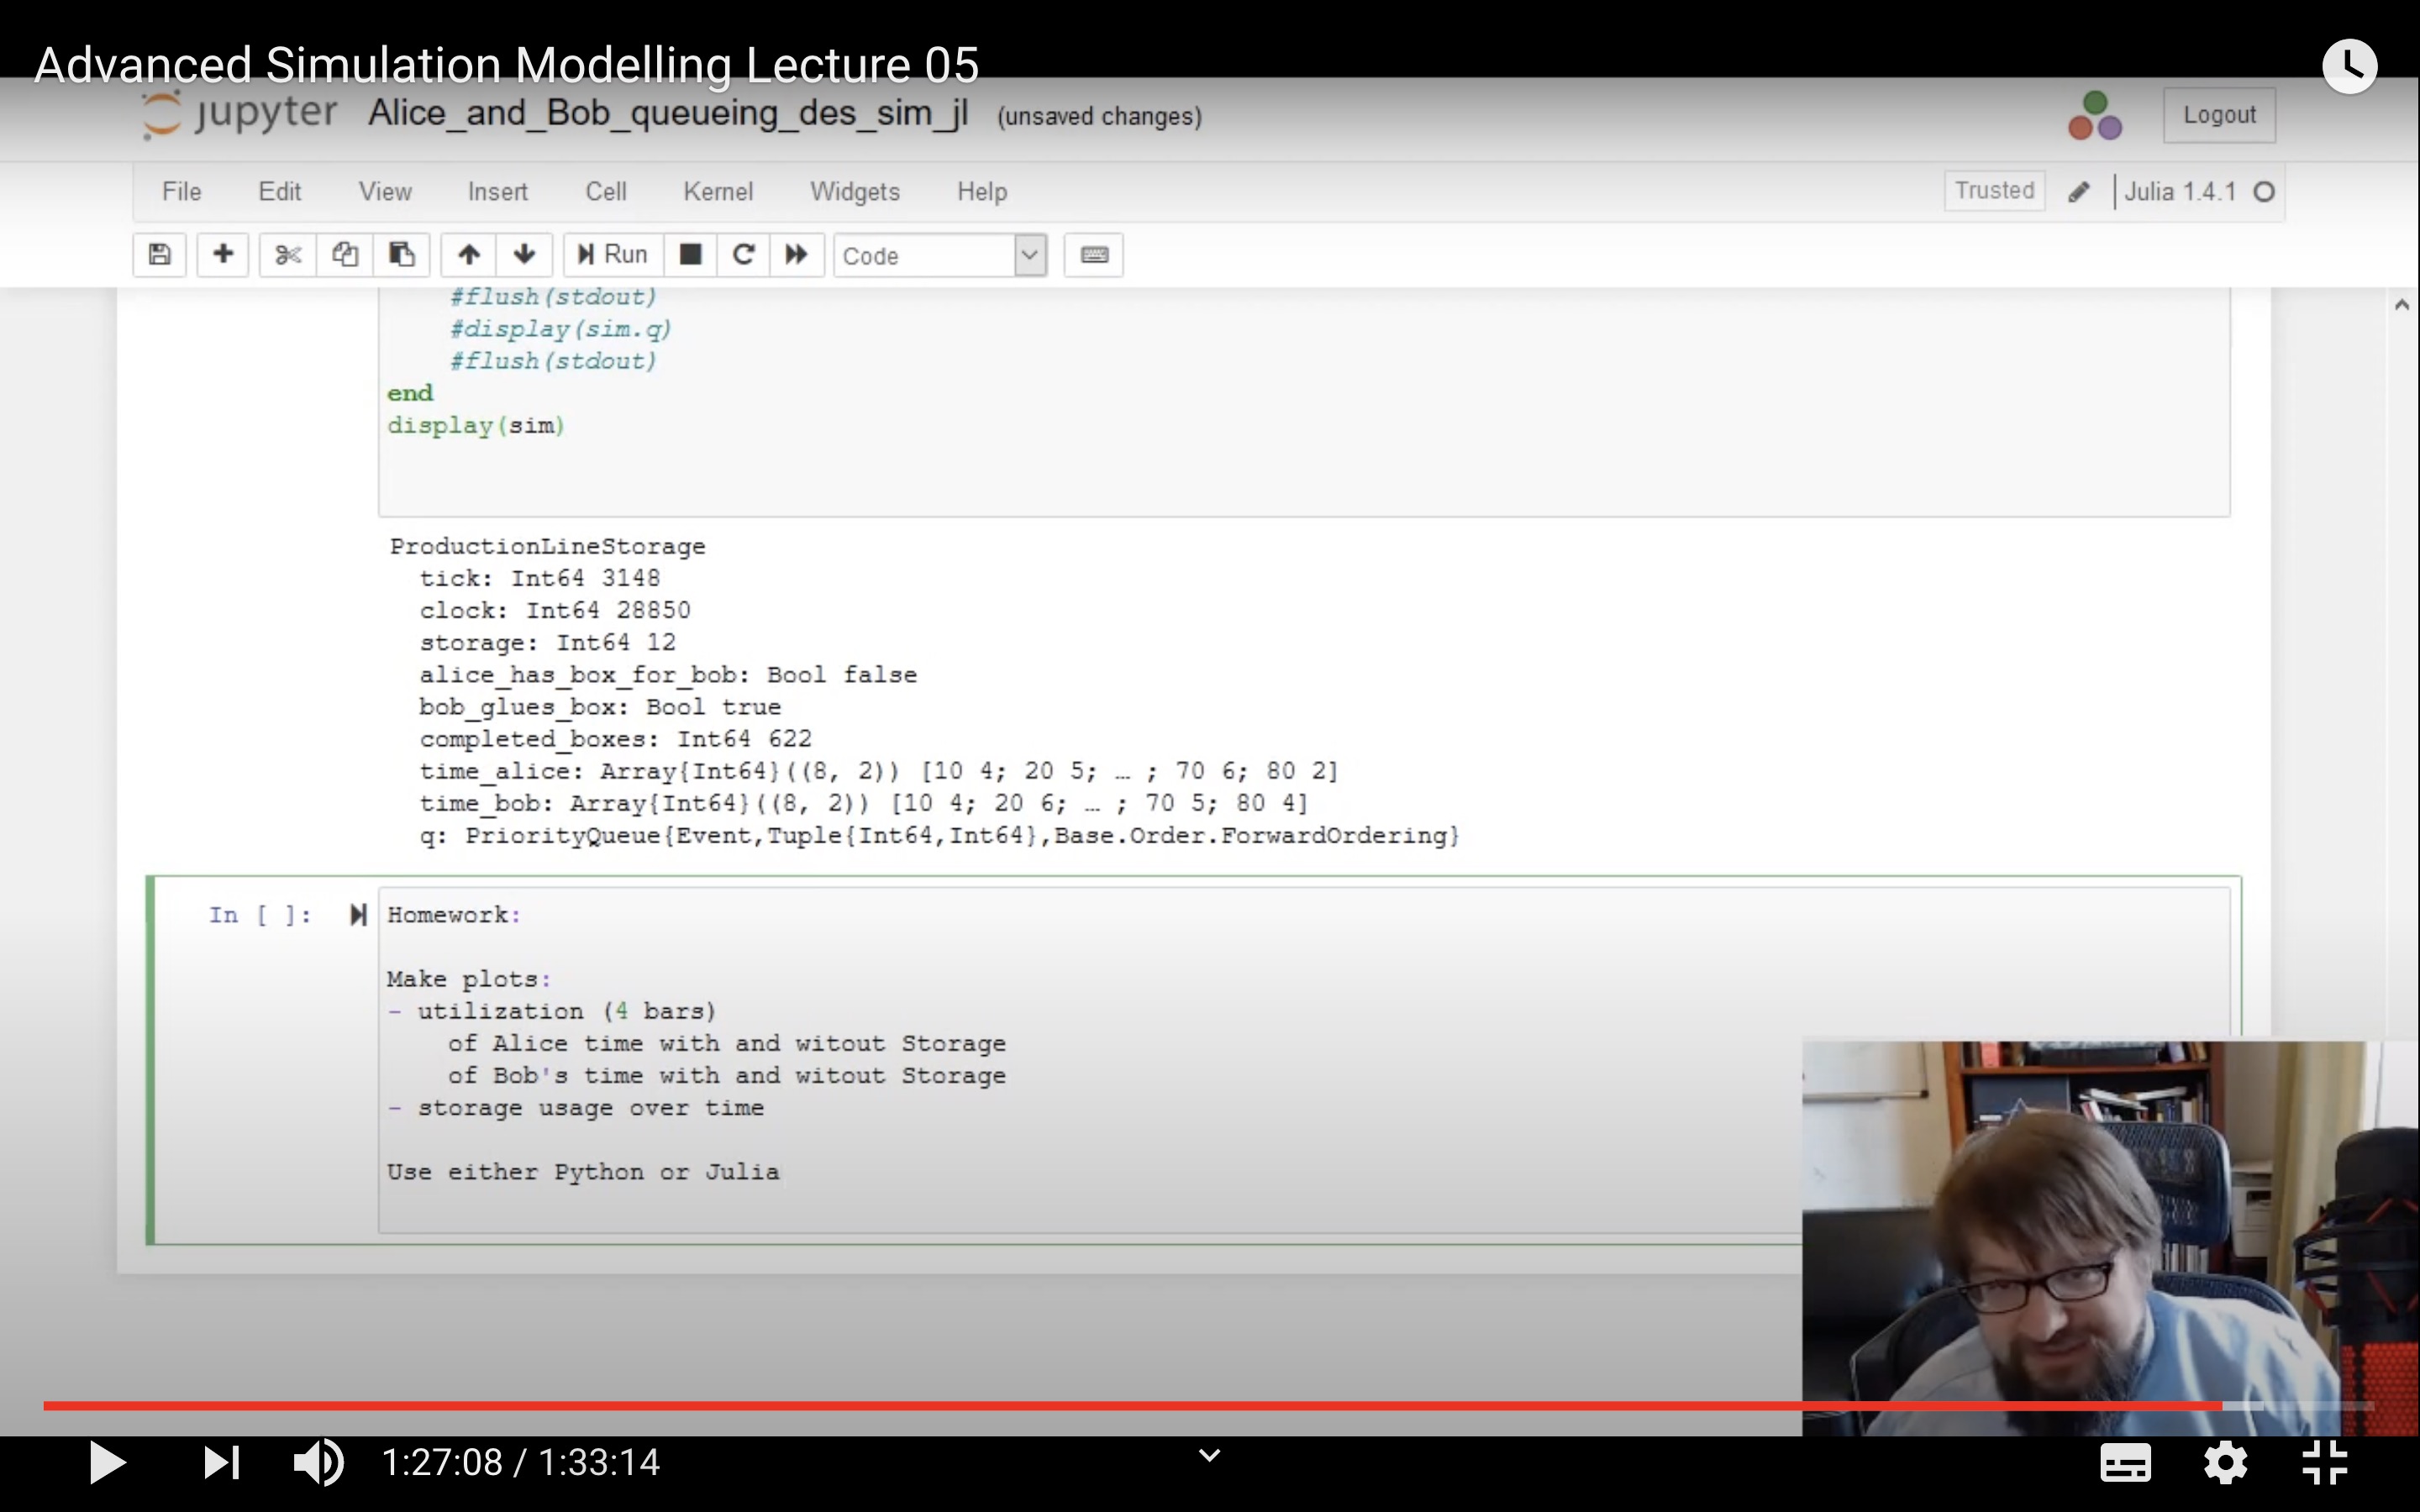 Advanced Simulation Modelling Lecture 05
jupyter Alice_and_Bob_queueing_des_sim_jl (unsaved changes) Logout
File Edit View Insert Cell Kernel Widgets Help Trusted Julia 1.4.1
Run Code
#flush(stdout)
#display(sim.q)
#flush(stdout)
end
display(sim)
ProductionLineStorage
tick: Int64 3148
clock: Int64 28850
storage: Int64 12
alice_has_box_for_bob: Bool false
bob_glues_box: Bool true
completed_boxes: Int64 622
time_alice: Array{Int64}((8, 2)) [10 4; 20 5; … ; 70 6; 80 2]
time_bob: Array{Int64}((8, 2)) [10 4; 20 6; … ; 70 5; 80 4]
q: PriorityQueue{Event,Tuple{Int64,Int64},Base.Order.ForwardOrdering}
In [ ]: Homework:
Make plots:
- utilization (4 bars)
of Alice time with and witout Storage
of Bob's time with and witout Storage
- storage usage over time
Use either Python or Julia
1:27:08 / 1:33:14